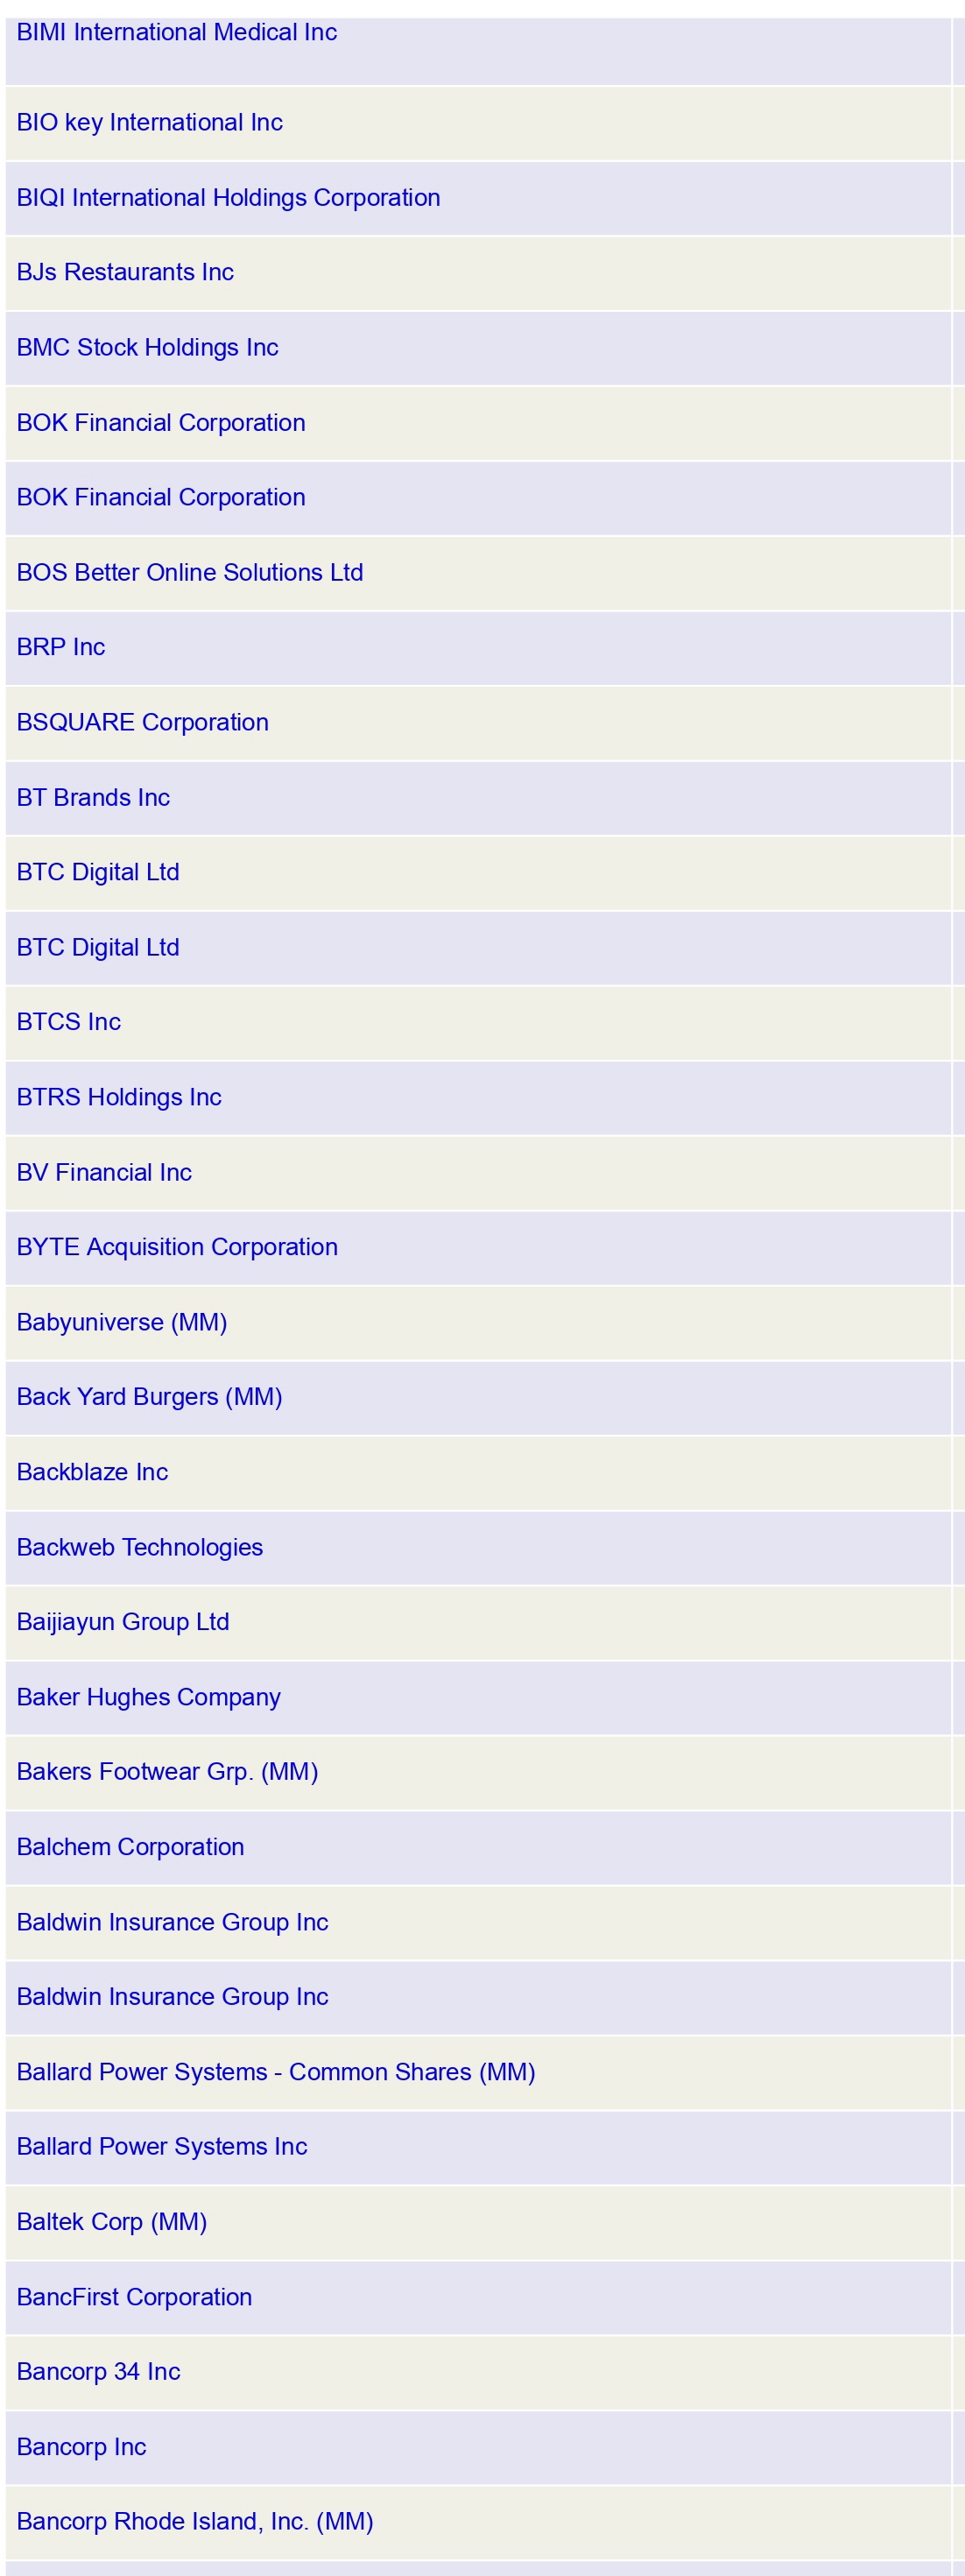 BIMI International Medical Inc
BIO key International Inc
BIQI International Holdings Corporation
BJs Restaurants Inc
BMC Stock Holdings Inc
BOK Financial Corporation
BOK Financial Corporation
BOS Better Online Solutions Ltd
BRP Inc
BSQUARE Corporation
BT Brands Inc
BTC Digital Ltd
BTC Digital Ltd
BTCS Inc
BTRS Holdings Inc
BV Financial Inc
BYTE Acquisition Corporation
Babyuniverse (MM)
Back Yard Burgers (MM)
Backblaze Inc
Backweb Technologies
Baijiayun Group Ltd
Baker Hughes Company
Bakers Footwear Grp. (MM)
Balchem Corporation
Baldwin Insurance Group Inc
Baldwin Insurance Group Inc
Ballard Power Systems - Common Shares (MM)
Ballard Power Systems Inc
Baltek Corp (MM)
BancFirst Corporation
Bancorp 34 Inc
Bancorp Inc
Bancorp Rhode Island, Inc. (MM)